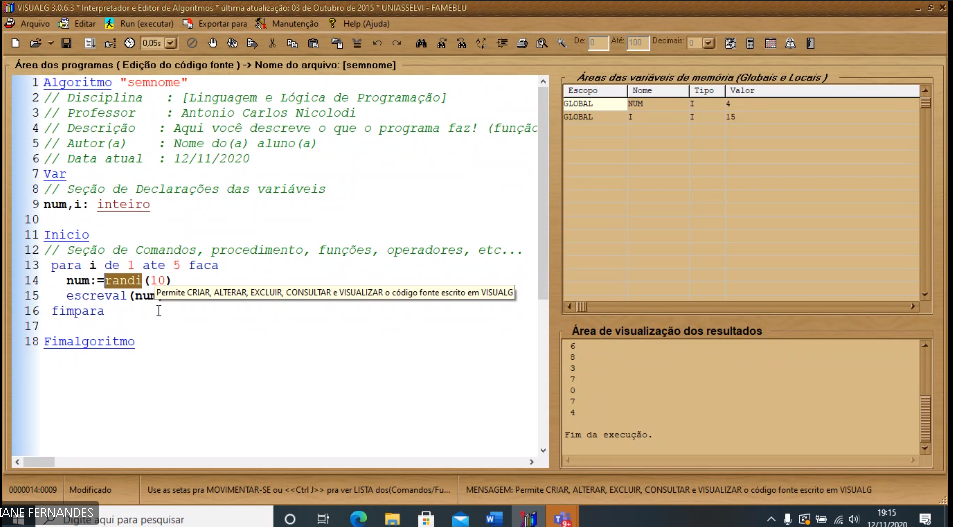 VISUALG 3.0.6.3 * Interpretador e Editor de Algoritmos * última atualização: 03 de Outubro de 2015 * UNIASSELVI - FAMEBLU
Arquivo Editar Run (executar) Exportar para Manutenção Help (Ajuda)
0,05s De: 0 Até: 100 Decimais: 0
Área dos programas ( Edição do código fonte ) -> Nome do arquivo: [semnome]
1 Algoritmo "semnome"
2 // Disciplina : [Linguagem e Lógica de Programação]
3 // Professor : Antonio Carlos Nicolodi
4 // Descrição : Aqui você descreve o que o programa faz! (função
5 // Autor(a) : Nome do(a) aluno(a)
6 // Data atual : 12/11/2020
7 Var
8 // Seção de Declarações das variáveis
9 num,i: inteiro
10
11 Inicio
12 // Seção de Comandos, procedimento, funções, operadores, etc...
13 para i de 1 ate 5 faca
14 num:=randi(10)
15 escreval(num
Permite CRIAR, ALTERAR, EXCLUIR, CONSULTAR e VISUALIZAR o código fonte escrito em VISUALG
16 fimpara
17
18 Fimalgoritmo
Áreas das variáveis de memória (Globais e Locais )
Escopo Nome Tipo Valor
GLOBAL NUM I 4
GLOBAL I I 15
Área de visualização dos resultados
6
8
3
7
0
7
4
Fim da execução.
0000014:0009 Modificado Use as setas pra MOVIMENTAR-SE ou <<Ctrl J>> pra ver LISTA dos(Comandos/Fu... MENSAGEM: Permite CRIAR, ALTERAR, EXCLUIR, CONSULTAR e VISUALIZAR o código fonte escrito em VISUALG
IANE FERNANDES
Digite aqui para pesquisar
19:15
12/11/2020